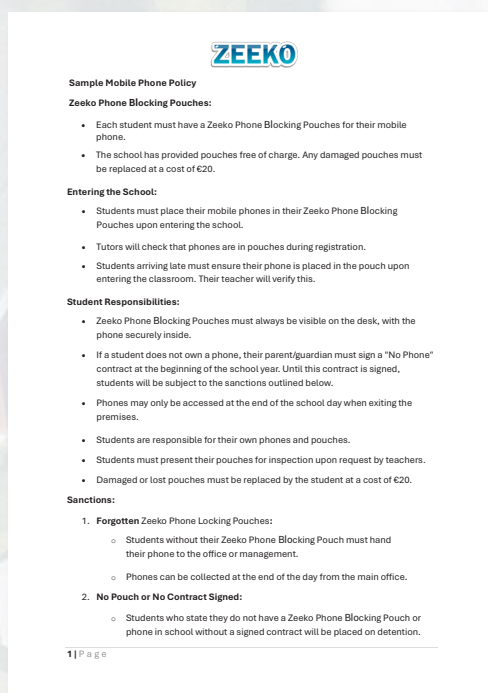 ZEEKO
Sample Mobile Phone Policy
Zeeko Phone Blocking Pouches:
• Each student must have a Zeeko Phone Blocking Pouches for their mobile
phone.
• The school has provided pouches free of charge. Any damaged pouches must
be replaced at a cost of €20.
Entering the School:
• Students must place their mobile phones in their Zeeko Phone Blocking
Pouches upon entering the school.
• Tutors will check that phones are in pouches during registration.
• Students arriving late must ensure their phone is placed in the pouch upon
entering the classroom. Their teacher will verify this.
Student Responsibilities:
• Zeeko Phone Blocking Pouches must always be visible on the desk, with the
phone securely inside.
• If a student does not own a phone, their parent/guardian must sign a "No Phone"
contract at the beginning of the school year. Until this contract is signed,
students will be subject to the sanctions outlined below.
• Phones may only be accessed at the end of the school day when exiting the
premises.
• Students are responsible for their own phones and pouches.
• Students must present their pouches for inspection upon request by teachers.
• Damaged or lost pouches must be replaced by the student at a cost of €20.
Sanctions:
1. Forgotten Zeeko Phone Locking Pouches:
○ Students without their Zeeko Phone Blocking Pouch must hand
their phone to the office or management.
○ Phones can be collected at the end of the day from the main office.
2. No Pouch or No Contract Signed:
○ Students who state they do not have a Zeeko Phone Blocking Pouch or
phone in school without a signed contract will be placed on detention.
1 | Page